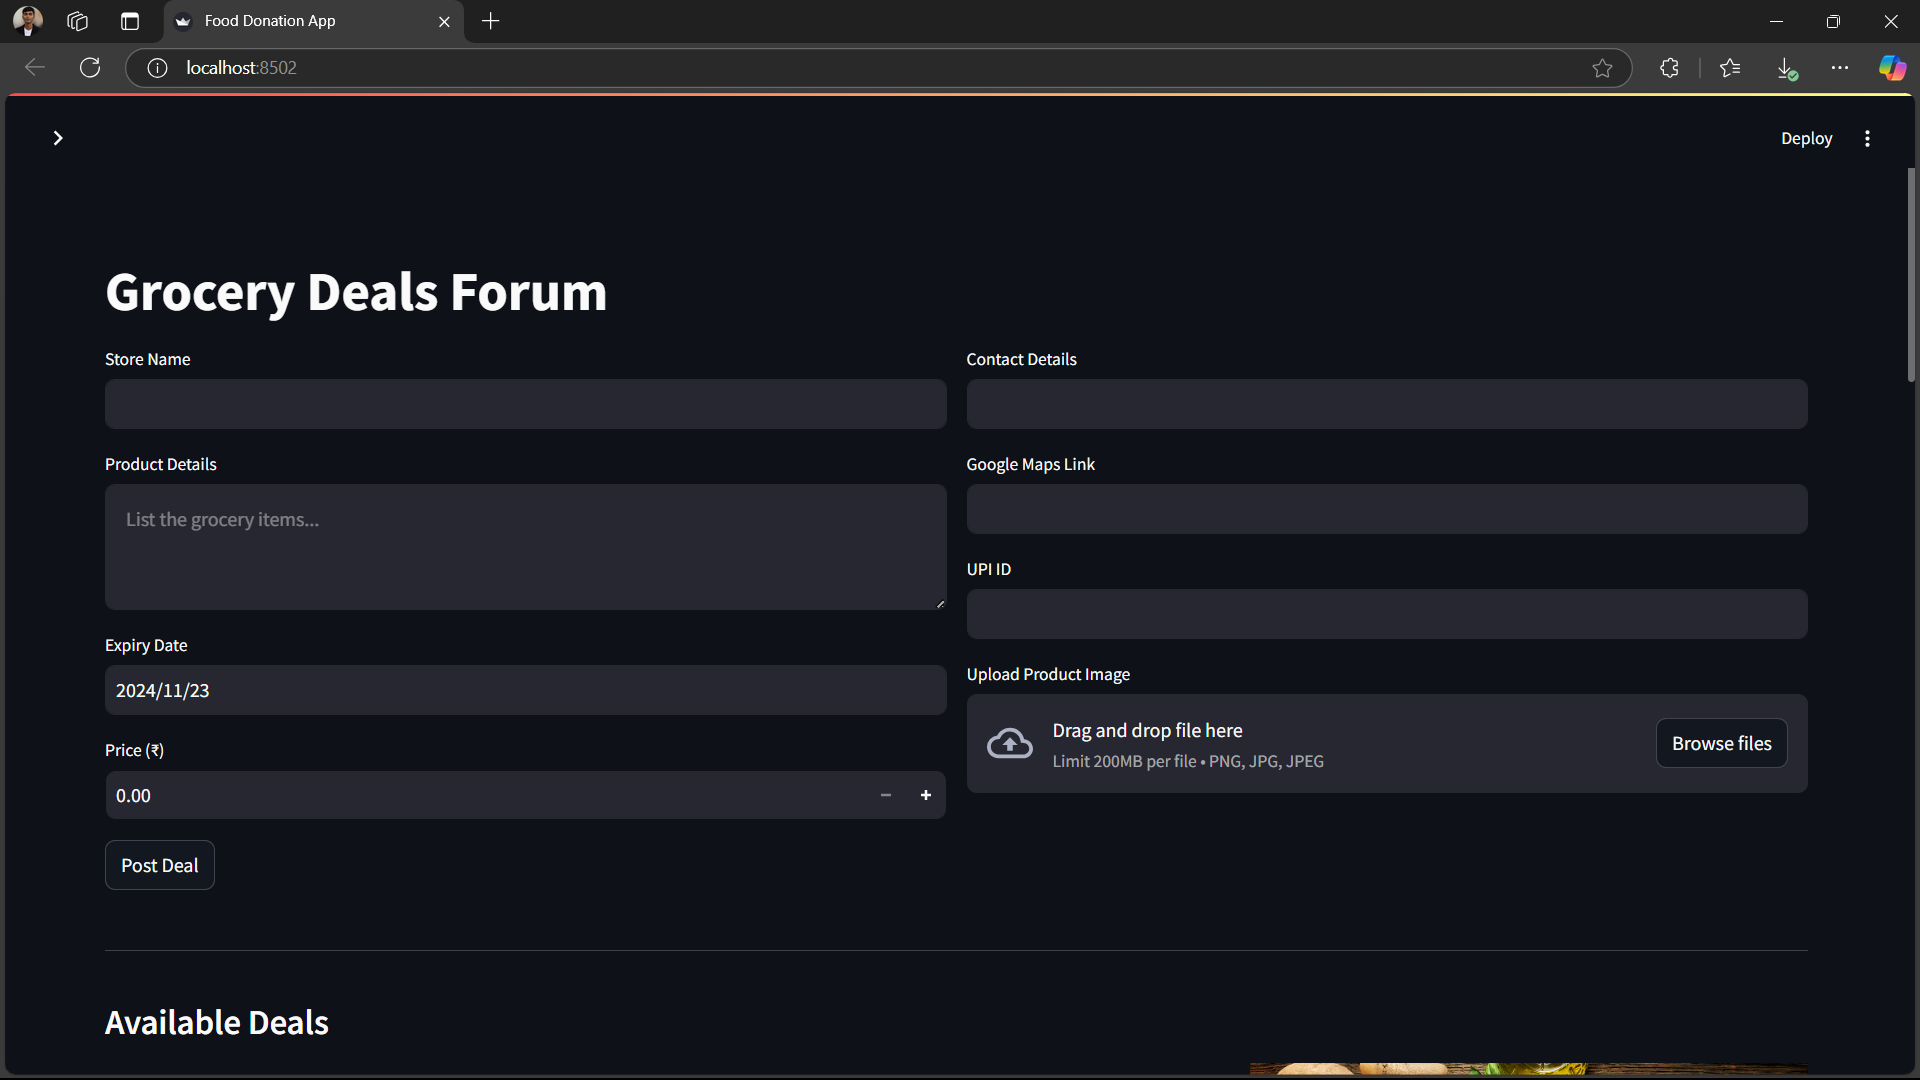 Food Donation App
localhost:8502
Deploy
Grocery Deals Forum
Store Name
Contact Details
Product Details
List the grocery items...
Google Maps Link
UPI ID
Expiry Date
2024/11/23
Upload Product Image
Drag and drop file here
Limit 200MB per file • PNG, JPG, JPEG
Browse files
Price (₹)
0.00
Post Deal
Available Deals